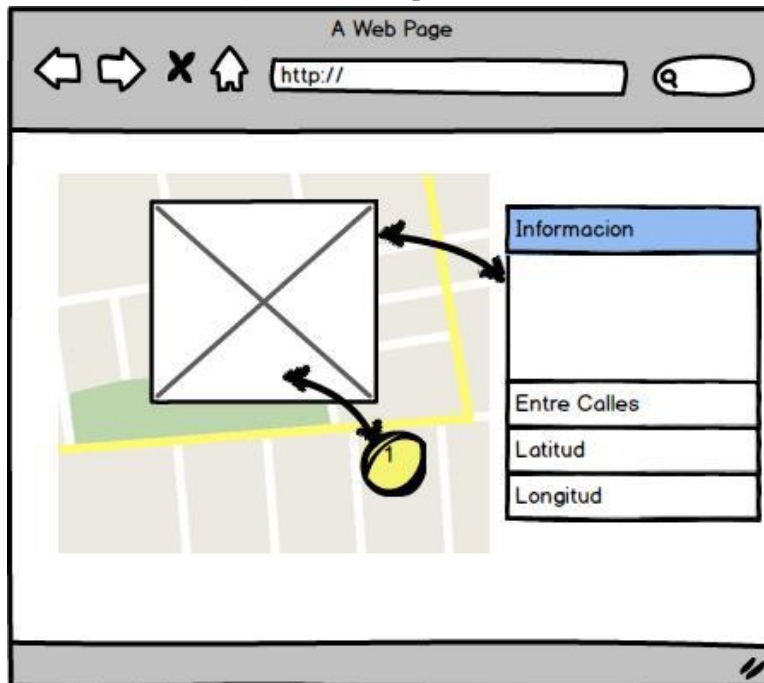 A Web Page
http://
Informacion
1
Entre Calles
Latitud
Longitud